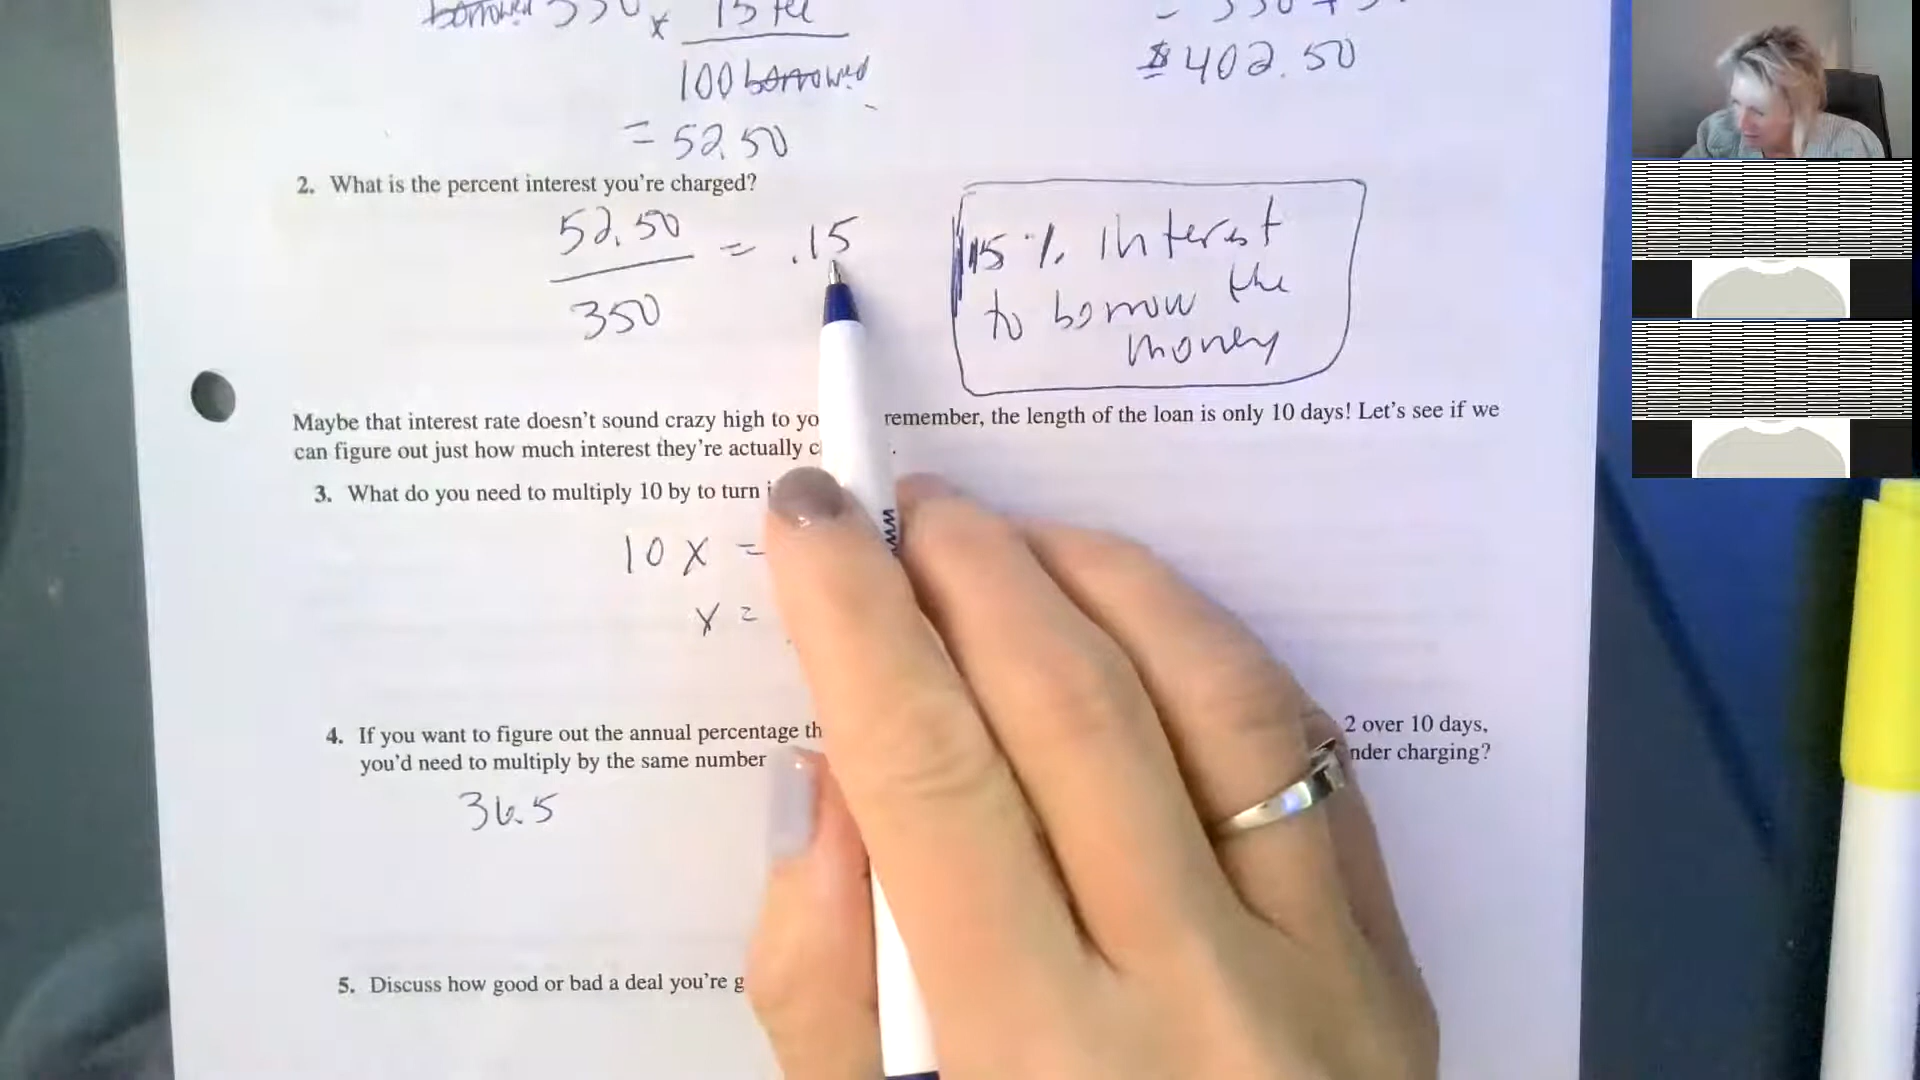 borrowed 350 x 15 fee
100 borrowed
= 52.50
$402.50
2. What is the percent interest you're charged?
52.50
350
= .15
15% interest
to borrow the
money
Maybe that interest rate doesn't sound crazy high to yo remember, the length of the loan is only 10 days! Let's see if we
can figure out just how much interest they're actually c .
3. What do you need to multiply 10 by to turn i
10 x =
x =
4. If you want to figure out the annual percentage th 2 over 10 days,
you'd need to multiply by the same number nder charging?
36.5
5. Discuss how good or bad a deal you're g
www